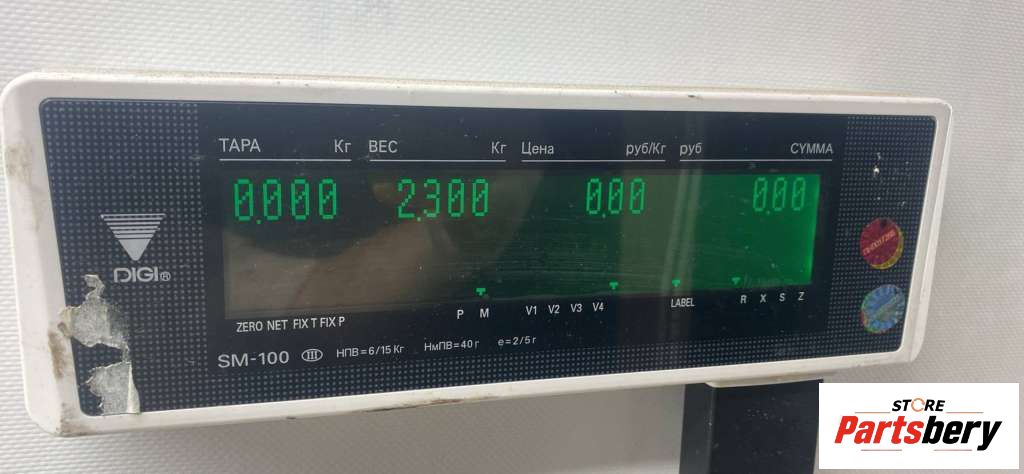 ТАРА Кг ВЕС Кг Цена руб/Кг руб СУММА
0.000 2.300 0.00 0.00
DIGI®
P M V1 V2 V3 V4 LABEL R X S Z
ZERO NET FIX T FIX P
SM-100 III НПВ=6/15 Кг НмПВ=40 г e=2/5 г
STORE
Partsbery